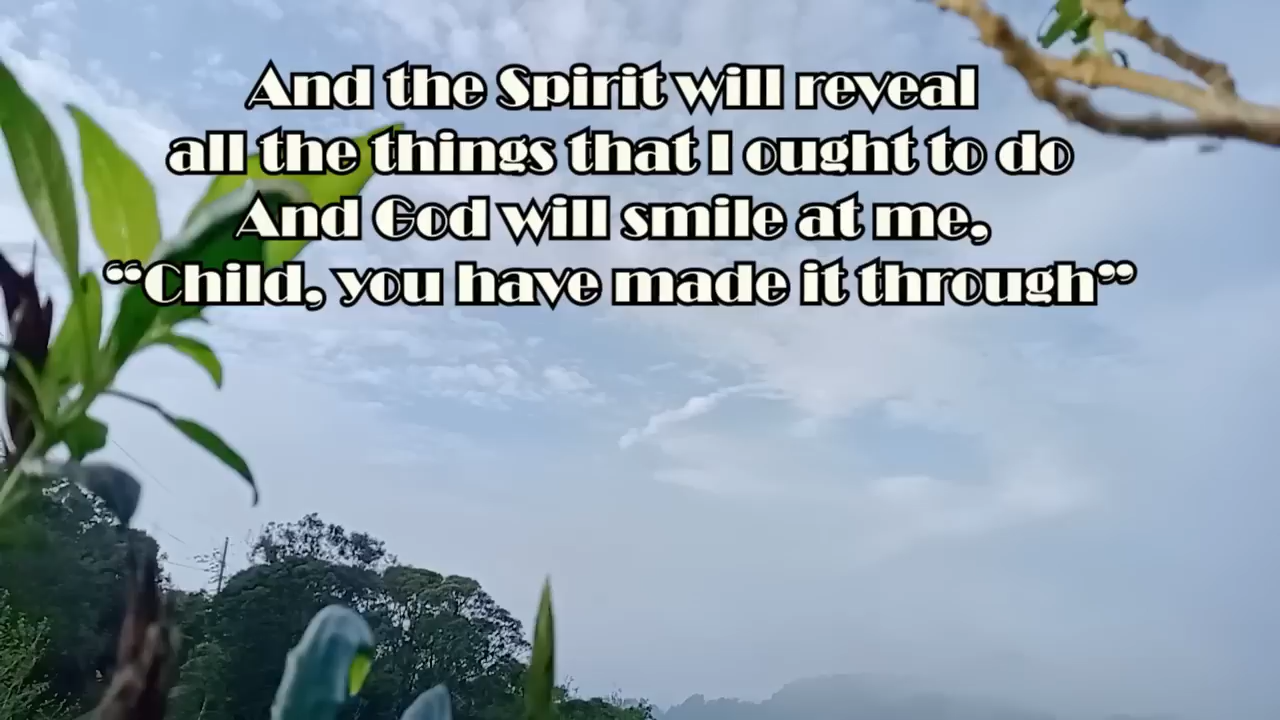 And the Spirit will reveal
all the things that I ought to do
And God will smile at me,
“Child, you have made it through”